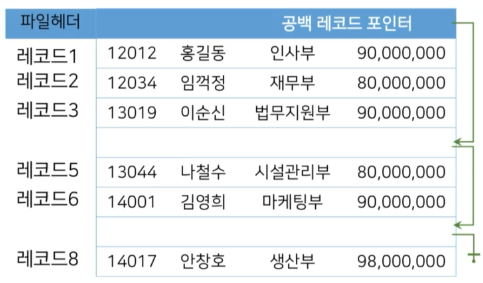 파일헤더 공백 레코드 포인터
레코드1 12012 홍길동 인사부 90,000,000
레코드2 12034 임꺽정 재무부 80,000,000
레코드3 13019 이순신 법무지원부 90,000,000
레코드5 13044 나철수 시설관리부 80,000,000
레코드6 14001 김영희 마케팅부 90,000,000
레코드8 14017 안창호 생산부 98,000,000